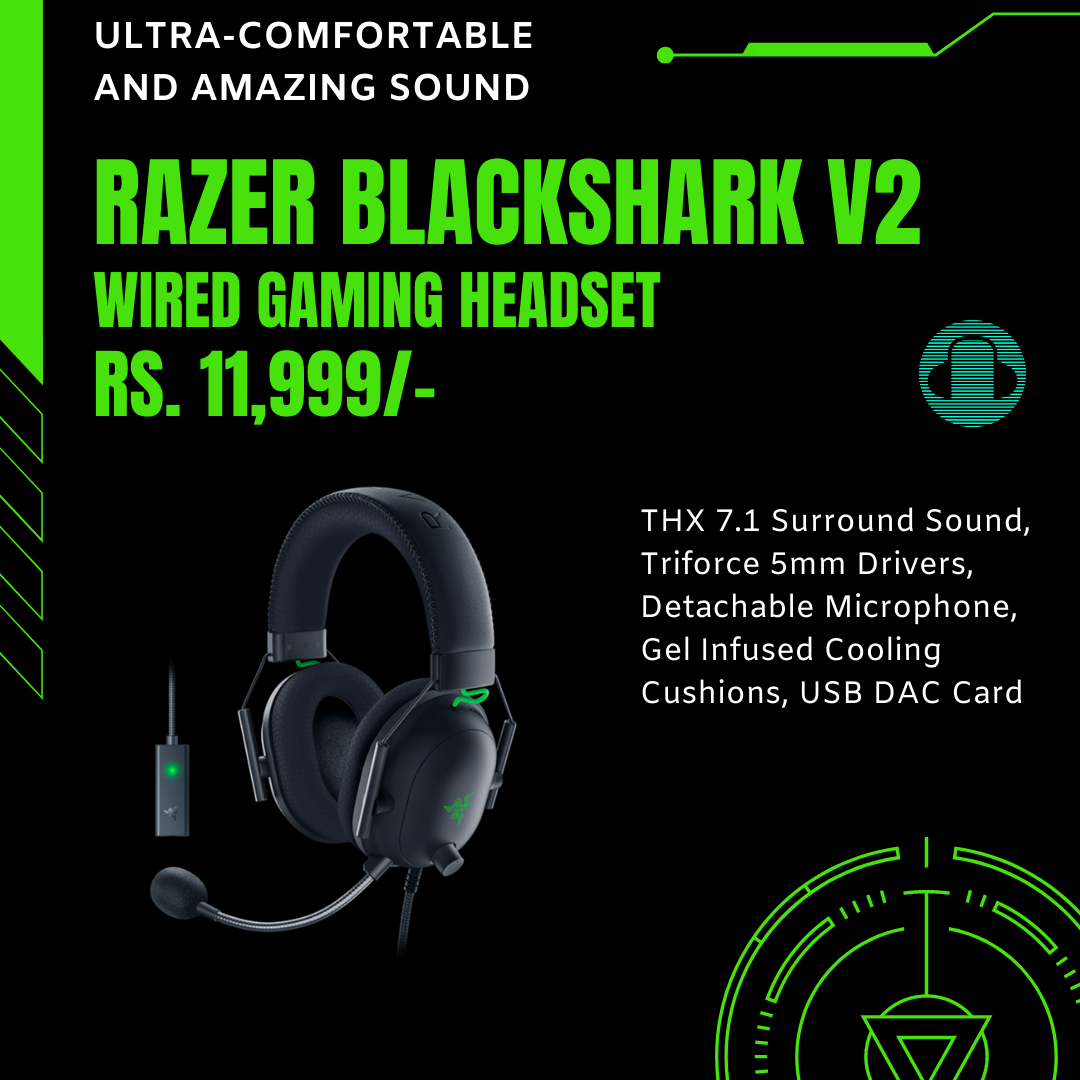 ULTRA-COMFORTABLE
AND AMAZING SOUND
RAZER BLACKSHARK V2
WIRED GAMING HEADSET
RS. 11,999/-
THX 7.1 Surround Sound,
Triforce 5mm Drivers,
Detachable Microphone,
Gel Infused Cooling
Cushions, USB DAC Card